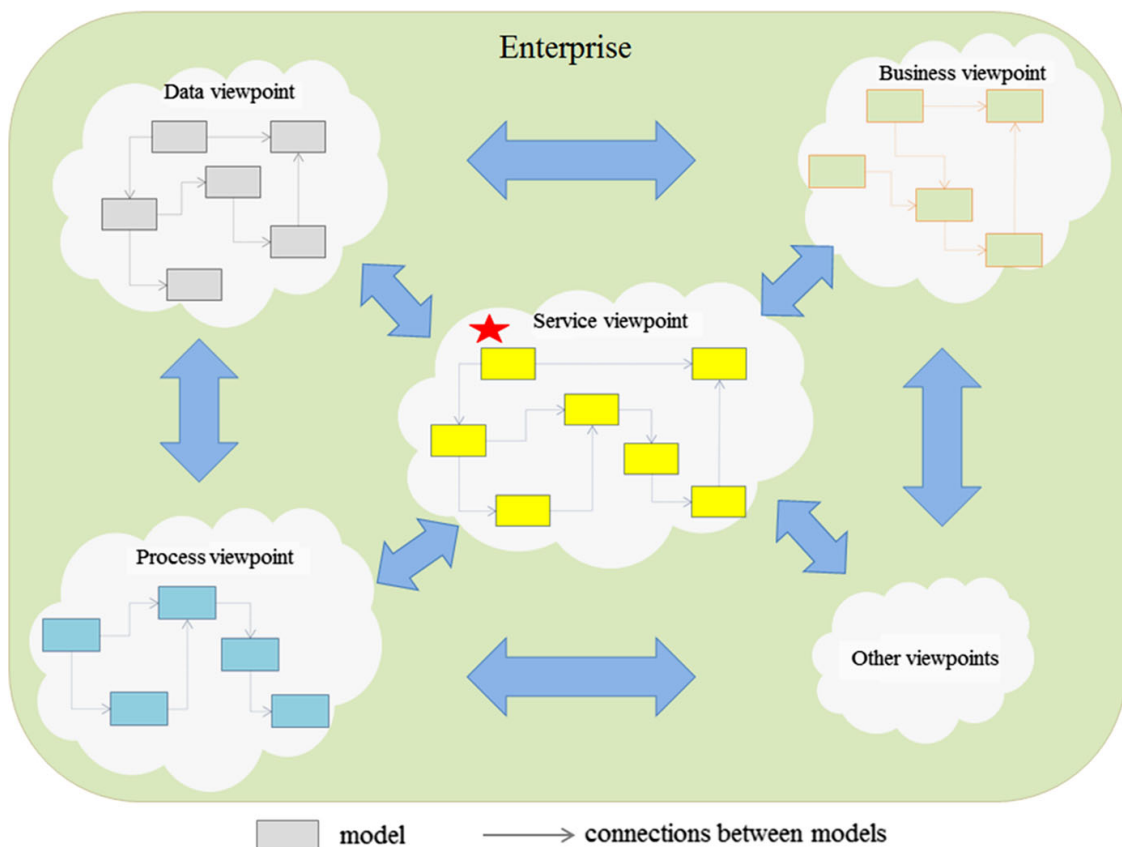 Enterprise
Data viewpoint
Business viewpoint
Service viewpoint
Process viewpoint
Other viewpoints
model
connections between models